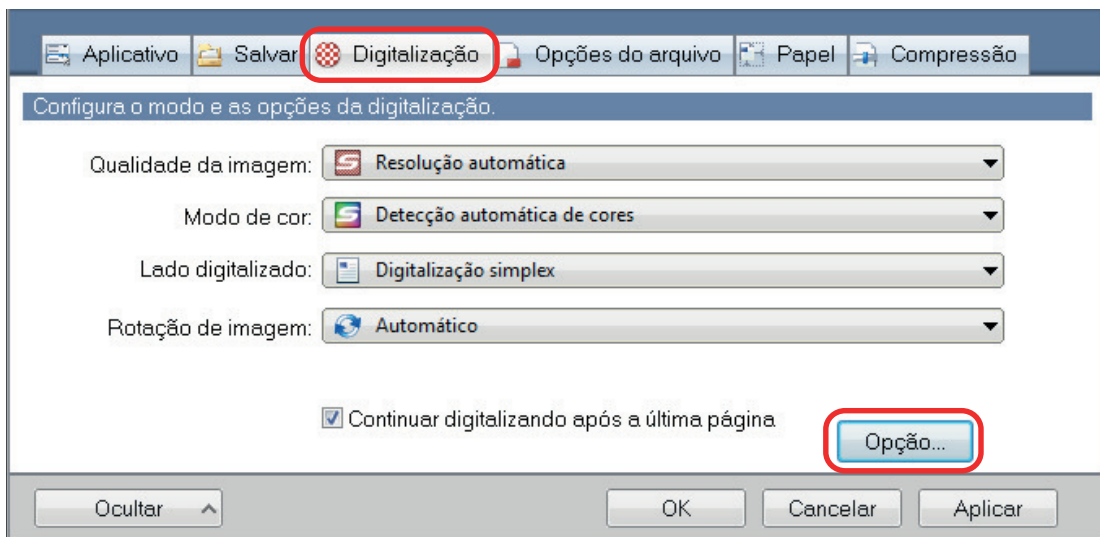 Aplicativo Salvar Digitalização Opções do arquivo Papel Compressão
Configura o modo e as opções da digitalização.
Qualidade da imagem: Resolução automática
Modo de cor: Detecção automática de cores
Lado digitalizado: Digitalização simplex
Rotação de imagem: Automático
Continuar digitalizando após a última página
Opção...
Ocultar OK Cancelar Aplicar